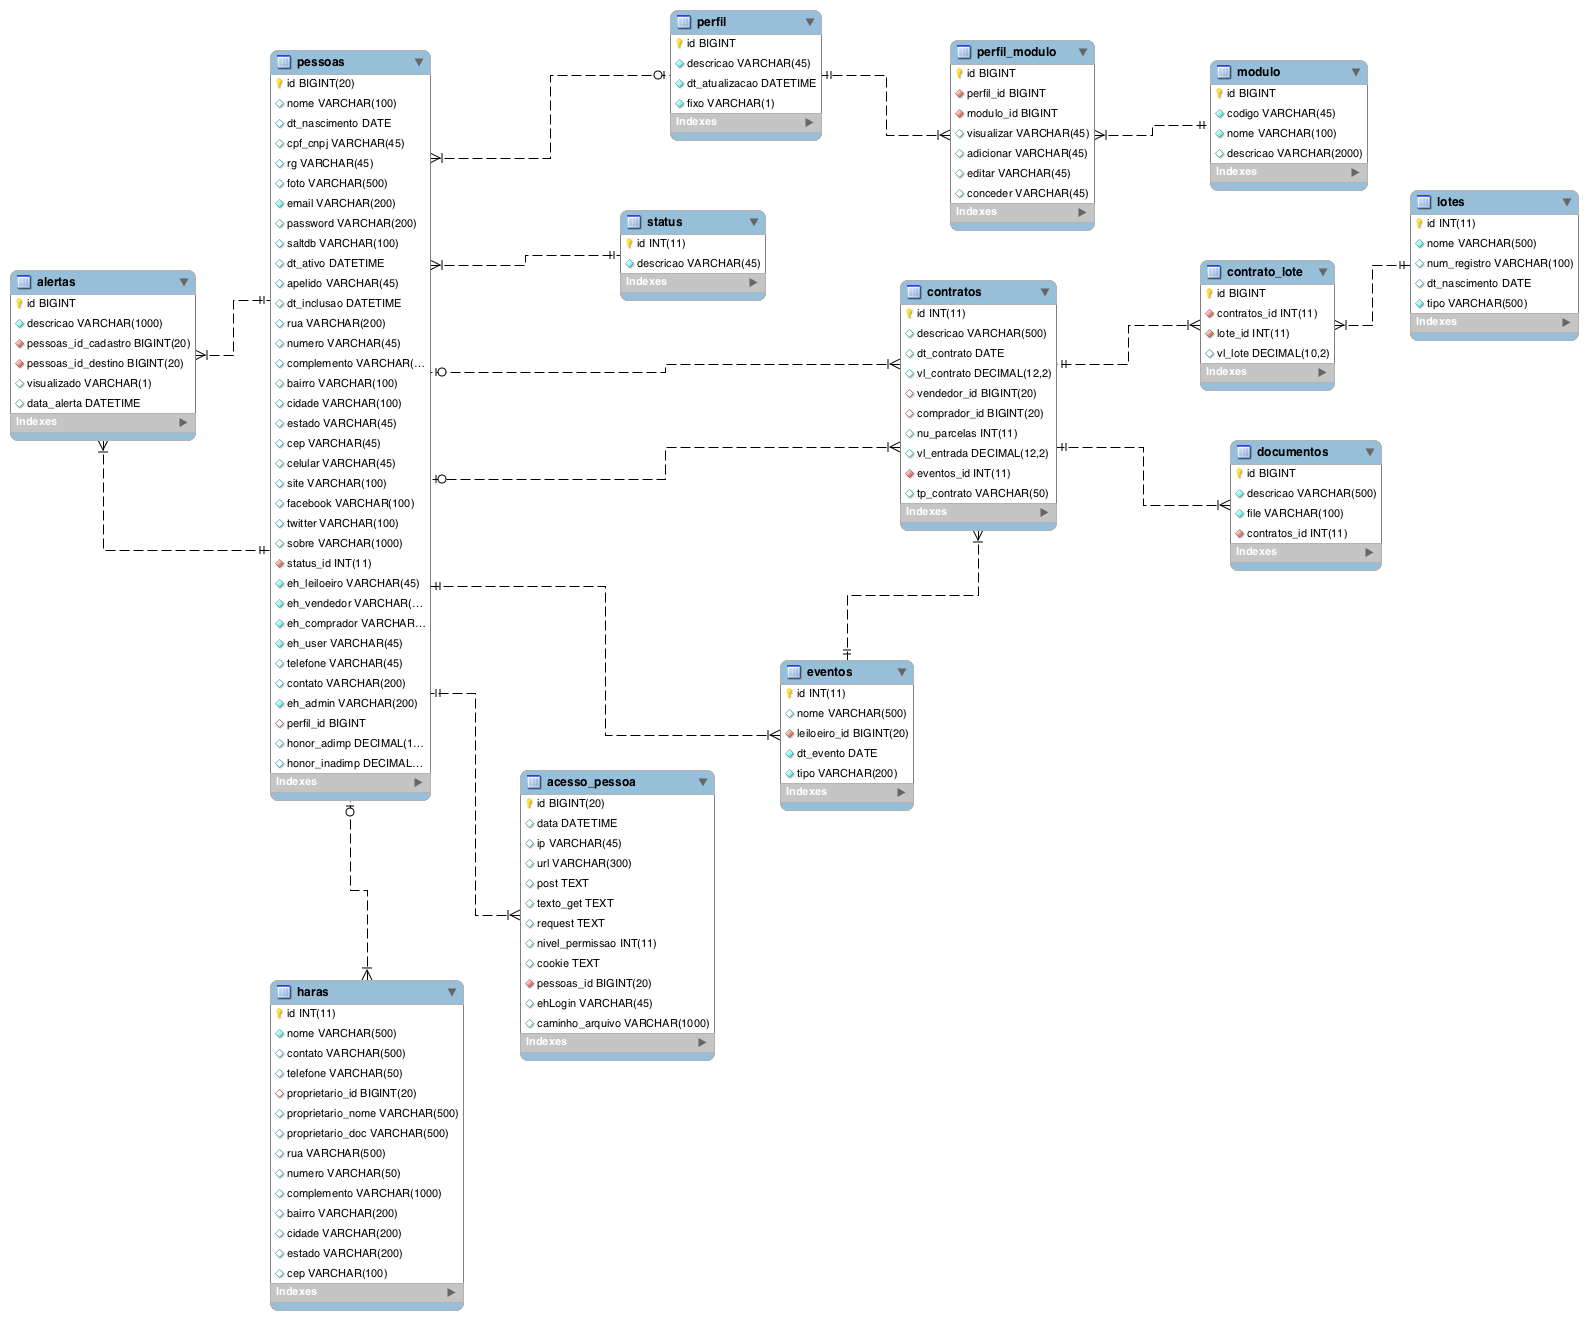 perfil
id BIGINT
descricao VARCHAR(45)
dt_atualizacao DATETIME
fixo VARCHAR(1)
Indexes
perfil_modulo
id BIGINT
perfil_id BIGINT
modulo_id BIGINT
visualizar VARCHAR(45)
adicionar VARCHAR(45)
editar VARCHAR(45)
conceder VARCHAR(45)
Indexes
modulo
id BIGINT
codigo VARCHAR(45)
nome VARCHAR(100)
descricao VARCHAR(2000)
Indexes
pessoas
id BIGINT(20)
nome VARCHAR(100)
dt_nascimento DATE
cpf_cnpj VARCHAR(45)
rg VARCHAR(45)
foto VARCHAR(500)
email VARCHAR(200)
password VARCHAR(200)
saltdb VARCHAR(100)
dt_ativo DATETIME
apelido VARCHAR(45)
dt_inclusao DATETIME
rua VARCHAR(200)
numero VARCHAR(45)
complemento VARCHAR(...
bairro VARCHAR(100)
cidade VARCHAR(100)
estado VARCHAR(45)
cep VARCHAR(45)
celular VARCHAR(45)
site VARCHAR(100)
facebook VARCHAR(100)
twitter VARCHAR(100)
sobre VARCHAR(1000)
status_id INT(11)
eh_leiloeiro VARCHAR(45)
eh_vendedor VARCHAR(...
eh_comprador VARCHAR...
eh_user VARCHAR(45)
telefone VARCHAR(45)
contato VARCHAR(200)
eh_admin VARCHAR(200)
perfil_id BIGINT
honor_adimp DECIMAL(1...
honor_inadimp DECIMAL...
Indexes
status
id INT(11)
descricao VARCHAR(45)
Indexes
lotes
id INT(11)
nome VARCHAR(500)
num_registro VARCHAR(100)
dt_nascimento DATE
tipo VARCHAR(500)
Indexes
alertas
id BIGINT
descricao VARCHAR(1000)
pessoas_id_cadastro BIGINT(20)
pessoas_id_destino BIGINT(20)
visualizado VARCHAR(1)
data_alerta DATETIME
Indexes
contratos
id INT(11)
descricao VARCHAR(500)
dt_contrato DATE
vl_contrato DECIMAL(12,2)
vendedor_id BIGINT(20)
comprador_id BIGINT(20)
nu_parcelas INT(11)
vl_entrada DECIMAL(12,2)
eventos_id INT(11)
tp_contrato VARCHAR(50)
Indexes
contrato_lote
id BIGINT
contratos_id INT(11)
lote_id INT(11)
vl_lote DECIMAL(10,2)
Indexes
documentos
id BIGINT
descricao VARCHAR(500)
file VARCHAR(100)
contratos_id INT(11)
Indexes
eventos
id INT(11)
nome VARCHAR(500)
leiloeiro_id BIGINT(20)
dt_evento DATE
tipo VARCHAR(200)
Indexes
acesso_pessoa
id BIGINT(20)
data DATETIME
ip VARCHAR(45)
url VARCHAR(300)
post TEXT
texto_get TEXT
request TEXT
nivel_permissao INT(11)
cookie TEXT
pessoas_id BIGINT(20)
ehLogin VARCHAR(45)
caminho_arquivo VARCHAR(1000)
Indexes
haras
id INT(11)
nome VARCHAR(500)
contato VARCHAR(500)
telefone VARCHAR(50)
proprietario_id BIGINT(20)
proprietario_nome VARCHAR(500)
proprietario_doc VARCHAR(500)
rua VARCHAR(500)
numero VARCHAR(50)
complemento VARCHAR(1000)
bairro VARCHAR(200)
cidade VARCHAR(200)
estado VARCHAR(200)
cep VARCHAR(100)
Indexes